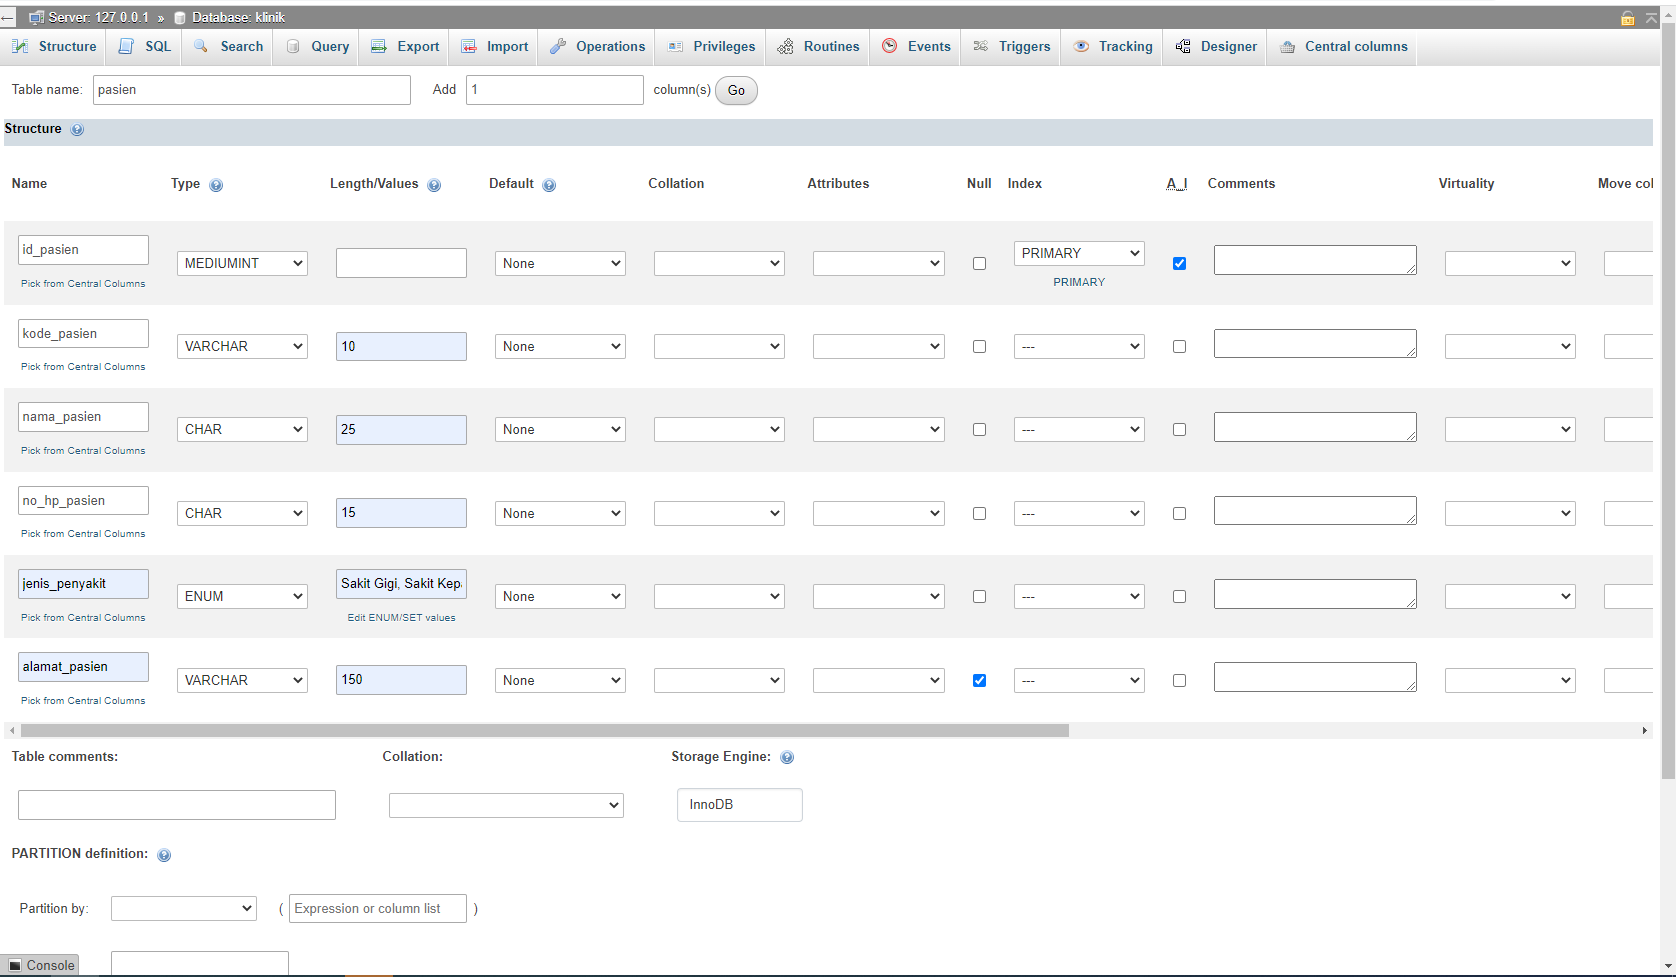 Server: 127.0.0.1 » Database: klinik
Structure SQL Search Query Export Import Operations Privileges Routines Events Triggers Tracking Designer Central columns
Table name: pasien Add 1 column(s) Go
Structure
Name Type Length/Values Default Collation Attributes Null Index A_I Comments Virtuality Move col
id_pasien MEDIUMINT None PRIMARY
Pick from Central Columns PRIMARY
kode_pasien VARCHAR 10 None ---
Pick from Central Columns
nama_pasien CHAR 25 None ---
Pick from Central Columns
no_hp_pasien CHAR 15 None ---
Pick from Central Columns
jenis_penyakit ENUM Sakit Gigi, Sakit Kep None ---
Pick from Central Columns Edit ENUM/SET values
alamat_pasien VARCHAR 150 None ---
Pick from Central Columns
Table comments: Collation: Storage Engine:
InnoDB
PARTITION definition:
Partition by: ( Expression or column list )
Console